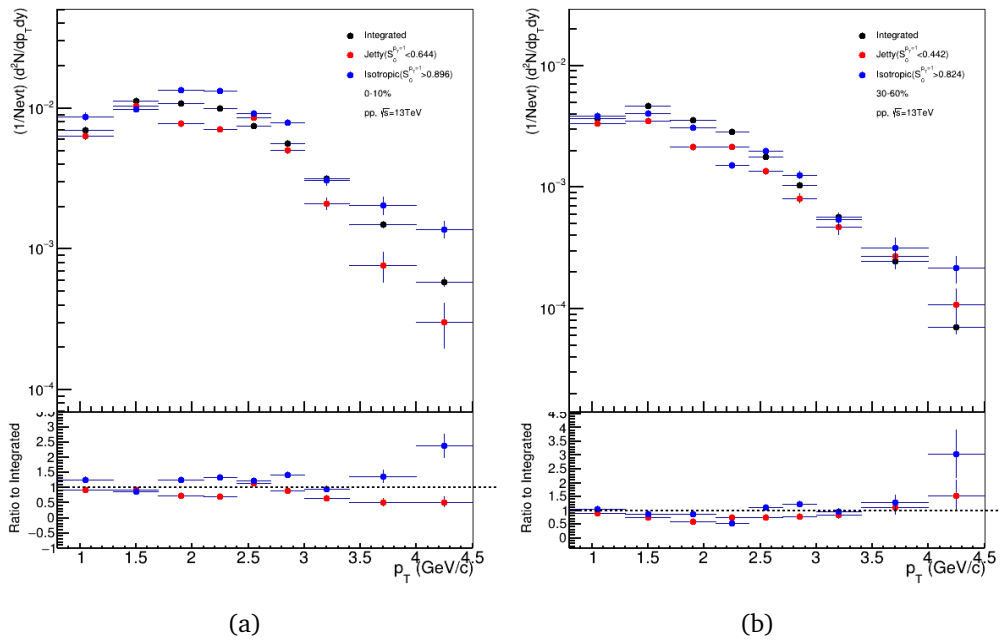 (1/Nevt) (d²N/dp_T dy)
10⁻²
10⁻³
10⁻⁴
Integrated
Jetty(S_0^{p_T=1}<0.644)
Isotropic(S_0^{p_T=1}>0.896)
0-10%
pp, √s=13TeV
Ratio to Integrated
3.5
3
2.5
2
1.5
1
0.5
0
−0.5
−1
1 1.5 2 2.5 3 3.5 4 4.5
p_T (GeV/c)
(a)
(1/Nevt) (d²N/dp_T dy)
10⁻²
10⁻³
10⁻⁴
Integrated
Jetty(S_0^{p_T=1}<0.442)
Isotropic(S_0^{p_T=1}>0.824)
30-60%
pp, √s=13TeV
Ratio to Integrated
4.5
4
3.5
3
2.5
2
1.5
1
0.5
0
1 1.5 2 2.5 3 3.5 4 4.5
p_T (GeV/c)
(b)